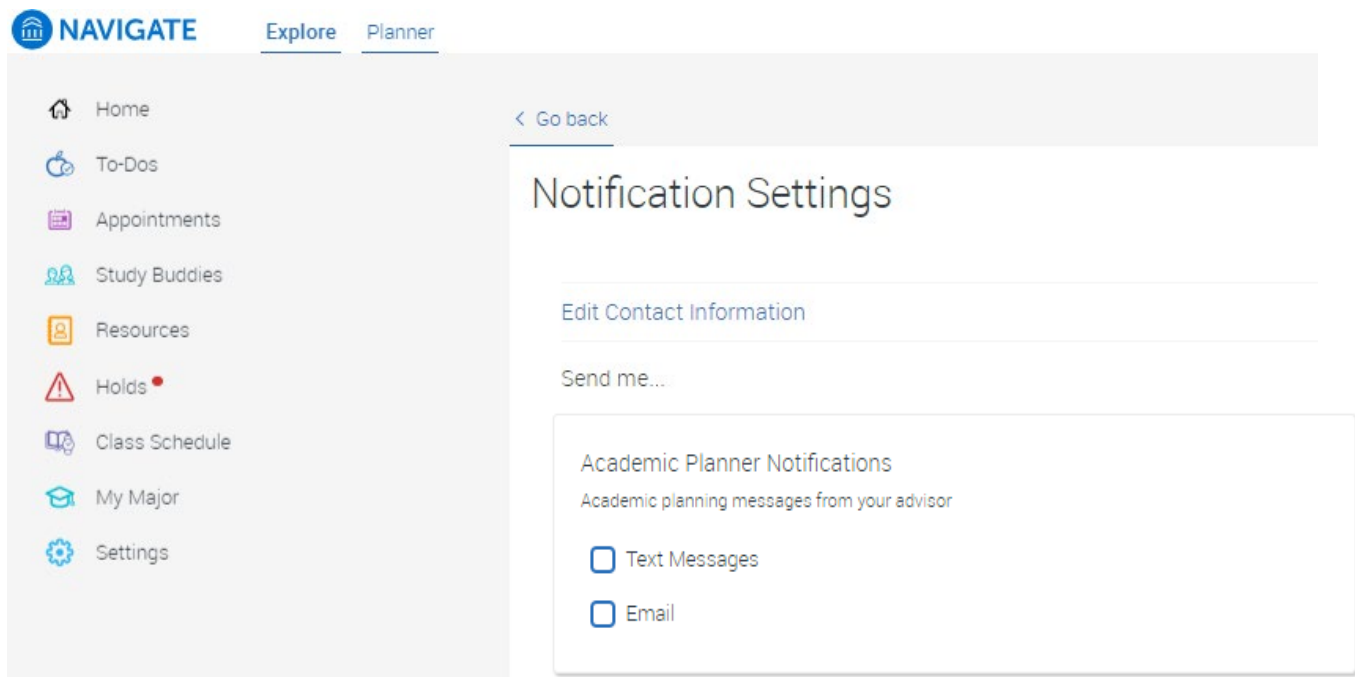 NAVIGATE Explore Planner
Home
To-Dos
Appointments
Study Buddies
Resources
Holds
Class Schedule
My Major
Settings
< Go back
Notification Settings
Edit Contact Information
Send me...
Academic Planner Notifications
Academic planning messages from your advisor
Text Messages
Email